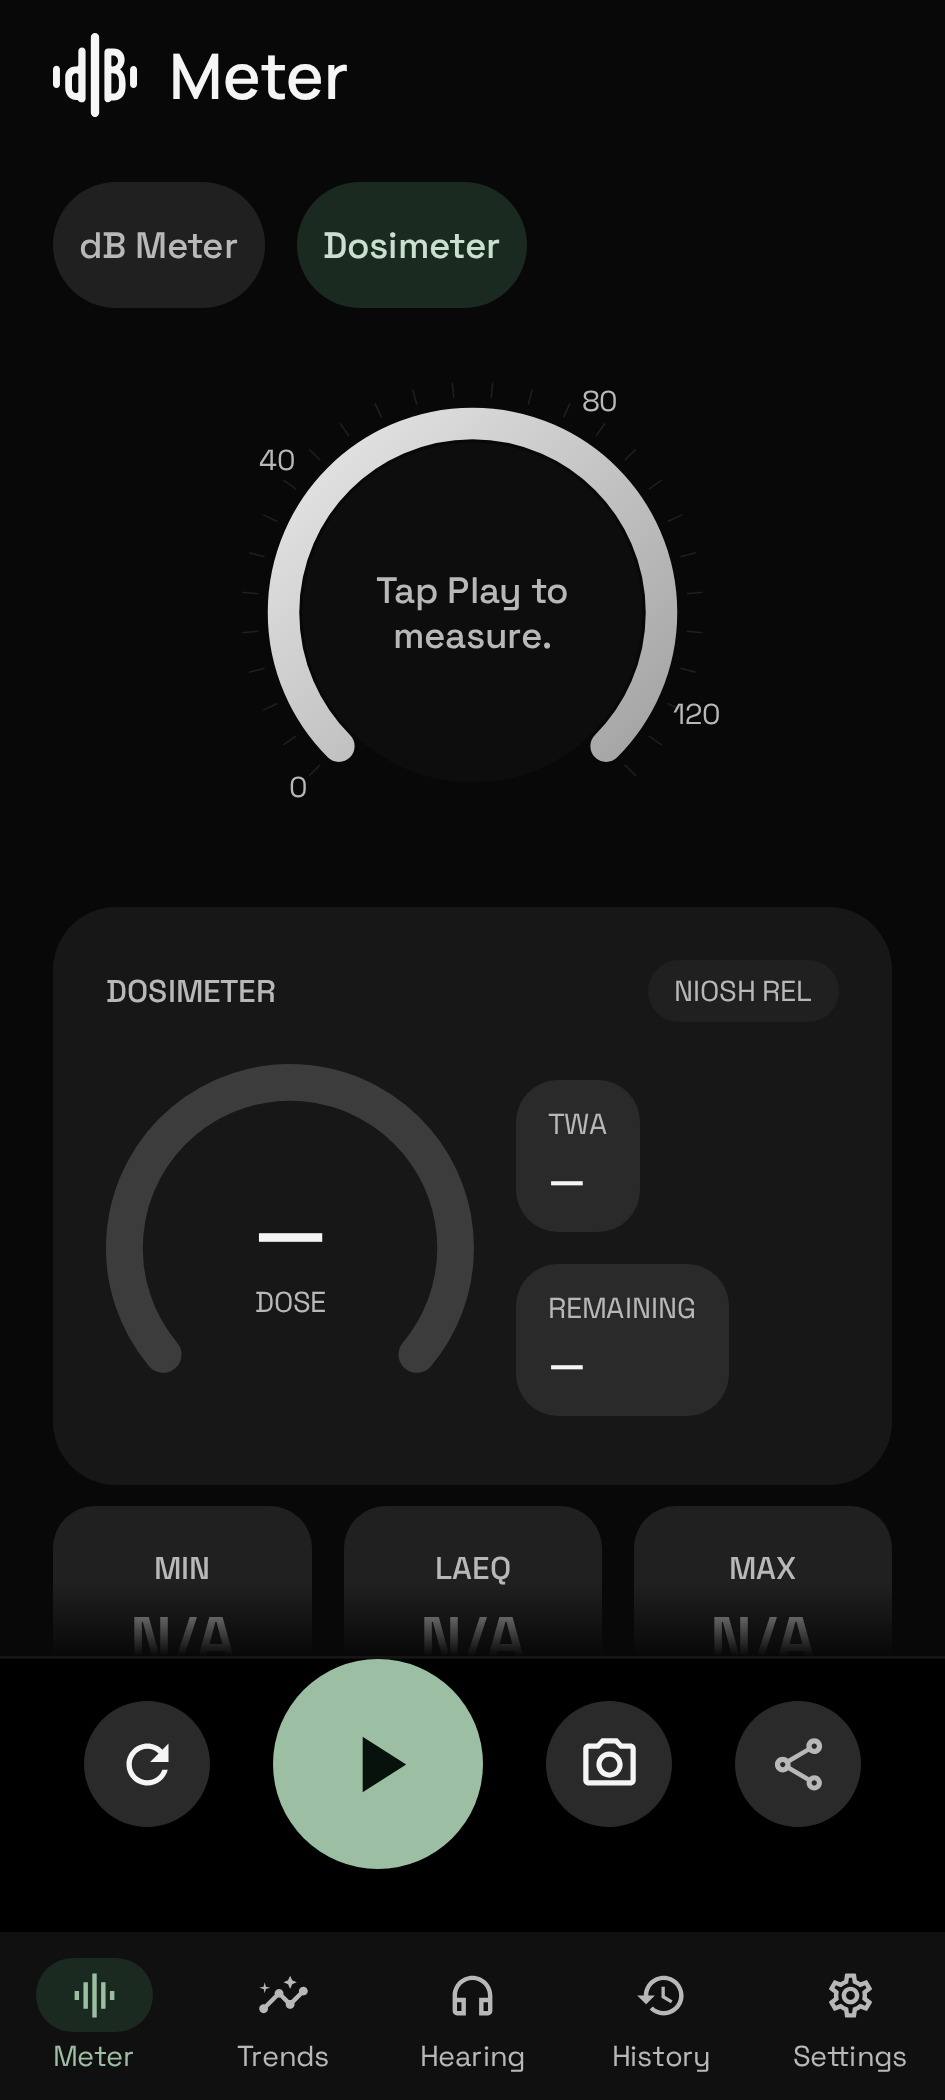 dB Meter
dB Meter Dosimeter
80
40
Tap Play to
measure.
120
0
DOSIMETER NIOSH REL
TWA
—
—
DOSE
REMAINING
—
MIN LAEQ MAX
N/A N/A N/A
Meter Trends Hearing History Settings